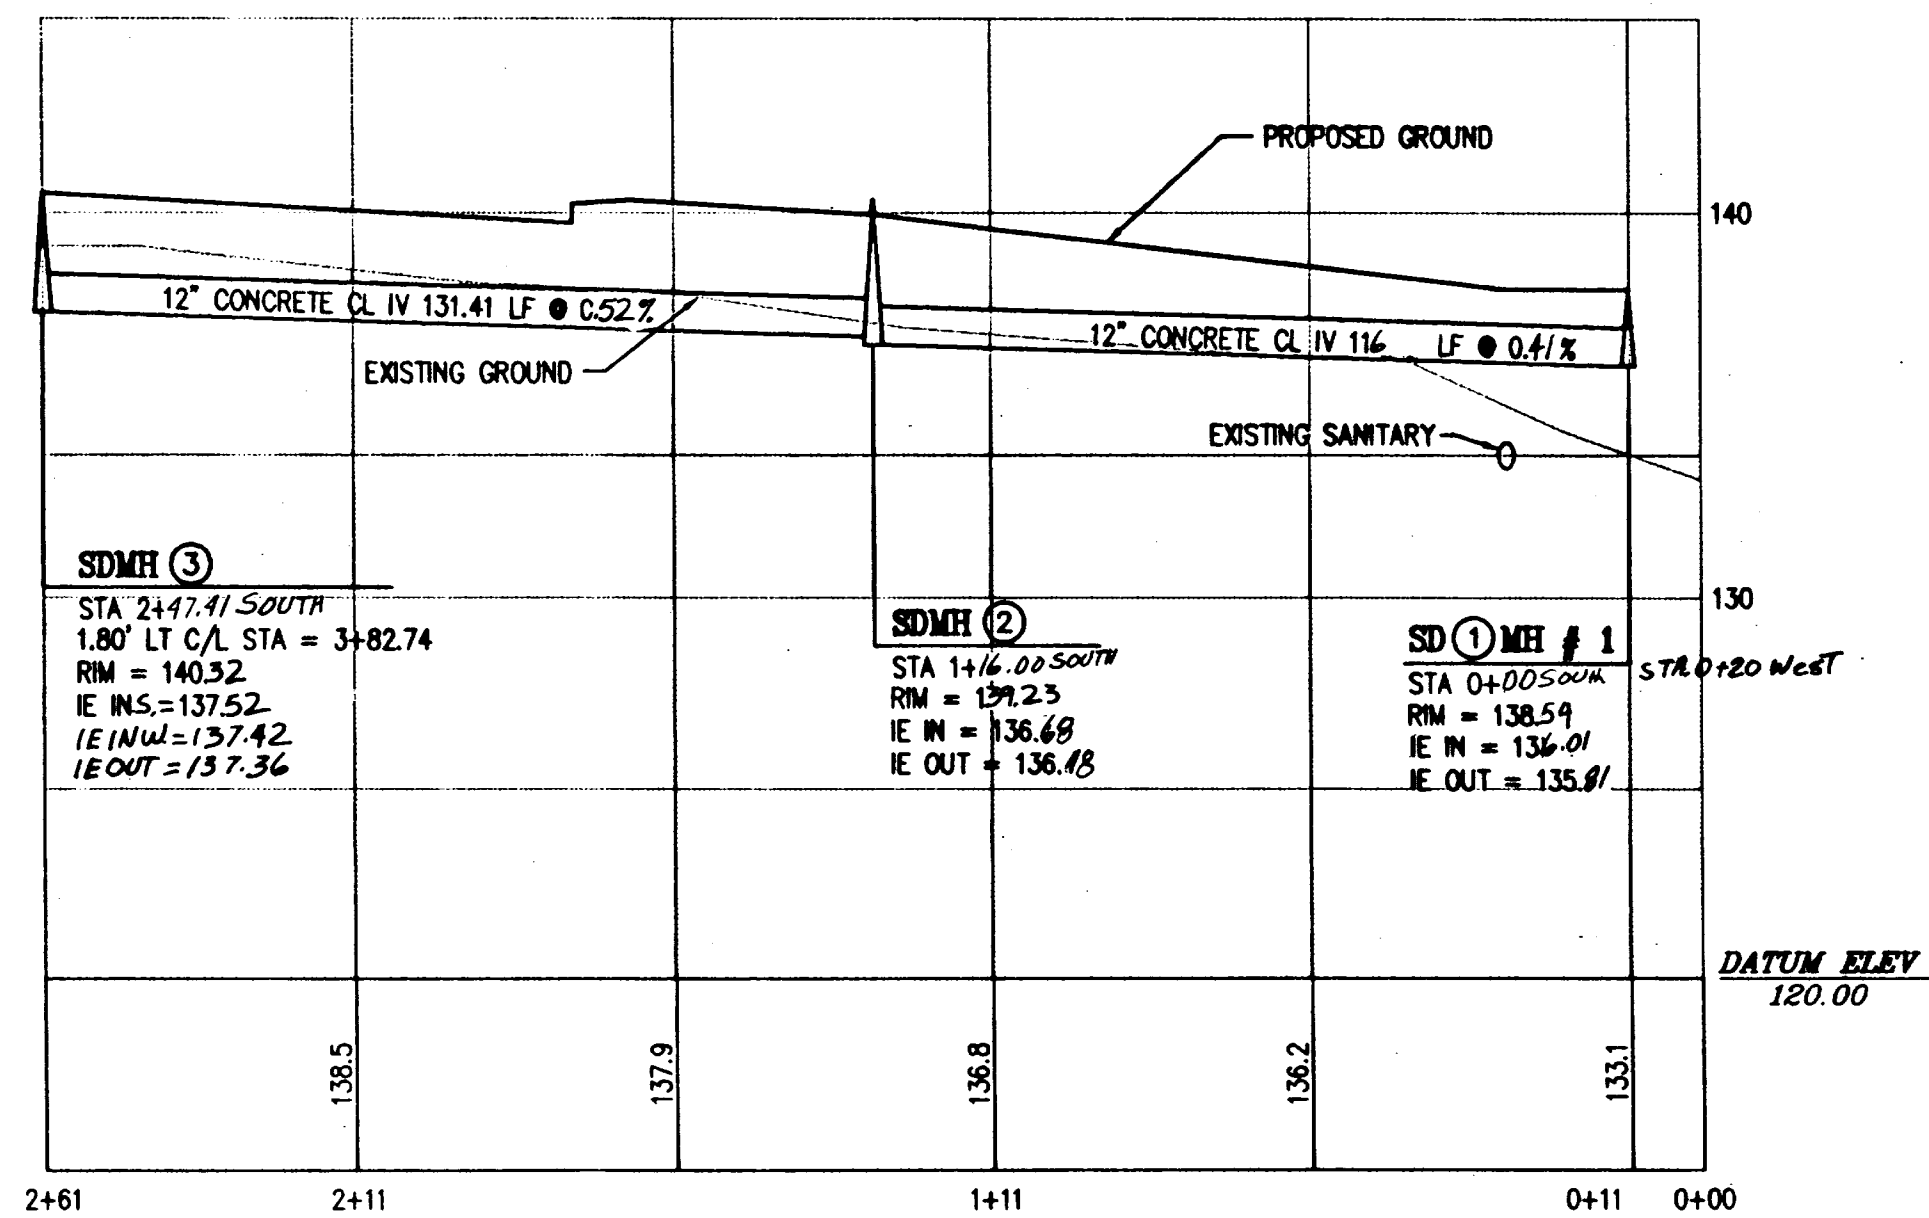 PROPOSED GROUND
140
12" CONCRETE CL IV 131.41 LF @ 0.52%
12" CONCRETE CL IV 116 LF @ 0.41%
EXISTING GROUND
EXISTING SANITARY
SDMH 3
STA 2+47.41 SOUTH
1.80' LT C/L STA = 3+82.74
RIM = 140.32
IE IN S.=137.52
IE IN W=137.42
IE OUT = 137.36
130
SDMH 2
STA 1+16.00 SOUTH
RIM = 139.23
IE IN = 136.68
IE OUT = 136.48
SD 1 MH # 1
STA 0+00 SOUTH
STA 0+20 West
RIM = 138.59
IE IN = 136.01
IE OUT = 135.81
DATUM ELEV
120.00
138.5
137.9
136.8
136.2
133.1
2+61
2+11
1+11
0+11
0+00